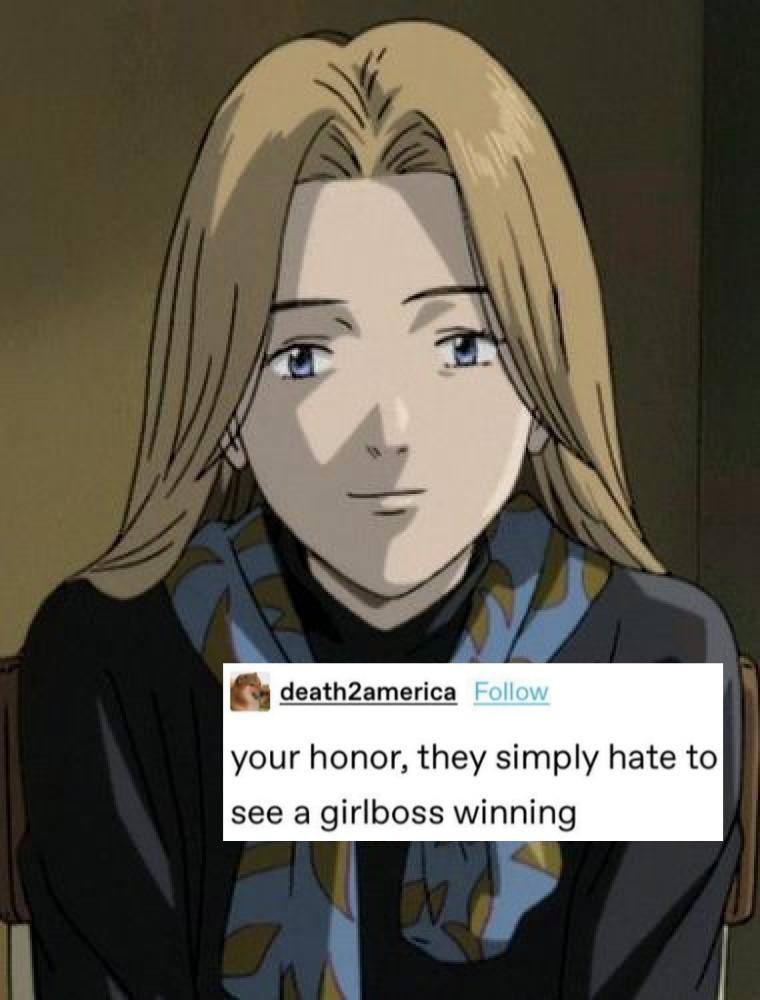 death2america Follow
your honor, they simply hate to
see a girlboss winning